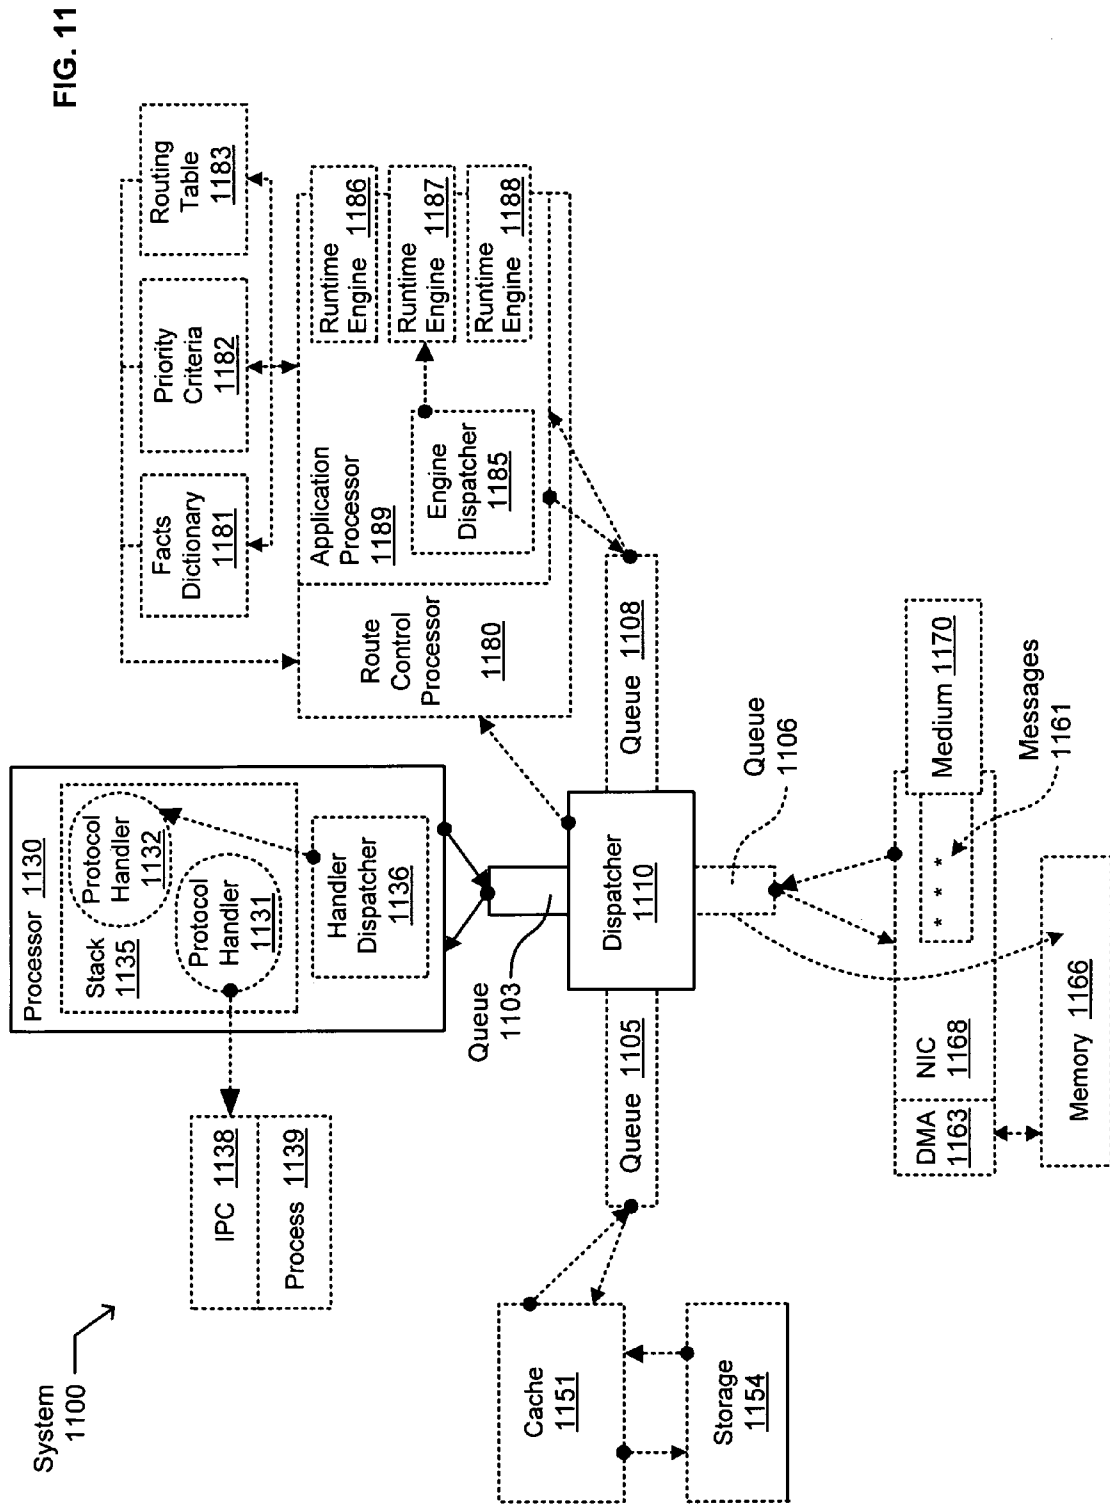 FIG. 11
System
1100
Processor 1130
Stack
1135
Protocol
Handler
1132
Protocol
Handler
1131
Handler
Dispatcher
1136
IPC 1138
Process 1139
Facts
Dictionary
1181
Priority
Criteria
1182
Routing
Table
1183
Route
Control
Processor
1180
Application
Processor
1189
Engine
Dispatcher
1185
Runtime
Engine 1186
Runtime
Engine 1187
Runtime
Engine 1188
Queue
1103
Queue 1105
Dispatcher
1110
Queue 1108
Queue
1106
Cache
1151
Storage
1154
DMA
1163
NIC
1168
* * * *
Medium 1170
Messages
1161
Memory 1166